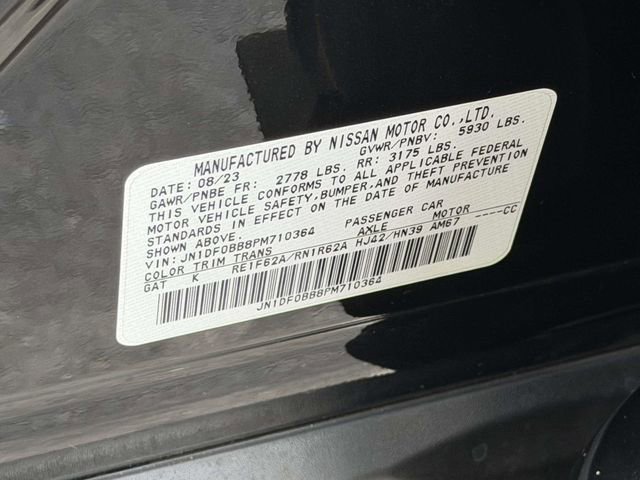 MANUFACTURED BY NISSAN MOTOR CO.,LTD.
DATE: 08/23 GVWR/PNBV: 5930 LBS.
GAWR/PNBE FR: 2778 LBS. RR: 3175 LBS.
THIS VEHICLE CONFORMS TO ALL APPLICABLE FEDERAL
MOTOR VEHICLE SAFETY,BUMPER,AND THEFT PREVENTION
STANDARDS IN EFFECT ON THE DATE OF MANUFACTURE
SHOWN ABOVE.
VIN: JN1DF0BB8PM710364 PASSENGER CAR
COLOR TRIM TRANS AXLE MOTOR ----CC
GAT K RE1F62A/RN1R62A HJ42/HN39 AM67
JN1DF0BB8PM710364